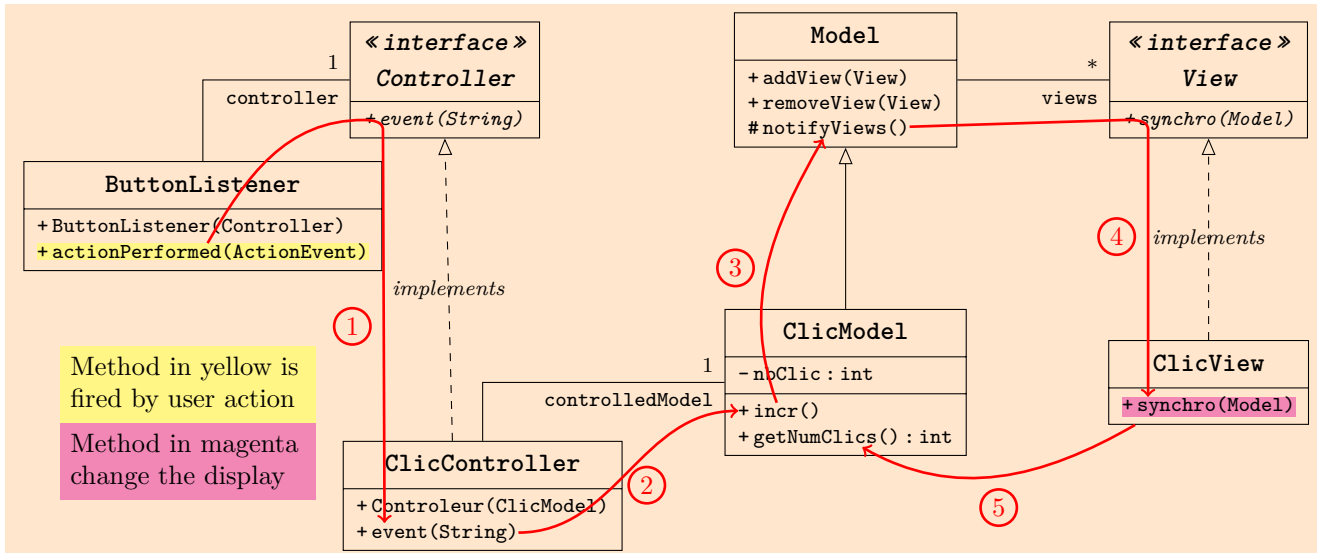 « interface »
Controller
+ event(String)
1
controller
ButtonListener
+ ButtonListener(Controller)
+ actionPerformed(ActionEvent)
Model
+ addView(View)
+ removeView(View)
# notifyViews()
*
views
« interface »
View
+ synchro(Model)
implements
1
3
4
implements
Method in yellow is
fired by user action
Method in magenta
change the display
ClicModel
- nbClic : int
+ incr()
+ getNumClics() : int
1
controlledModel
ClicView
+ synchro(Model)
ClicController
+ Controleur(ClicModel)
+ event(String)
2
5